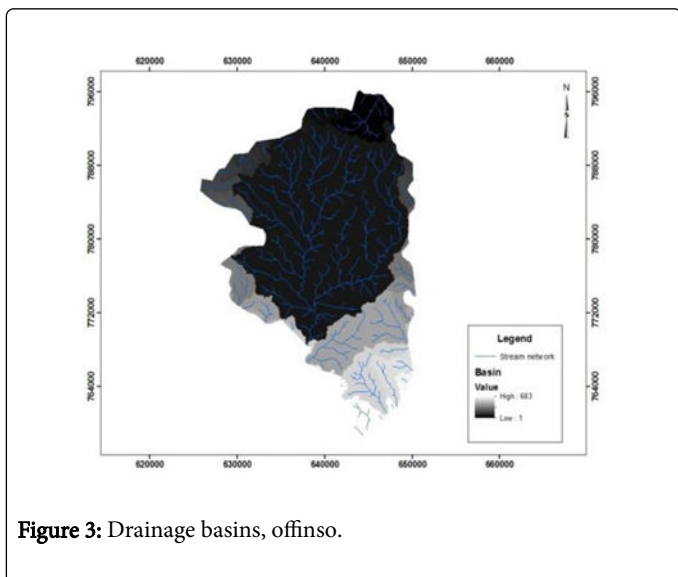 620000 630000 640000 650000 660000
796000 796000
788000 788000
780000 780000
772000 772000
764000 764000
N
Legend
Stream network
Basin
Value
High : 683
Low : 1
620000 630000 640000 650000 660000
Figure 3: Drainage basins, offinso.